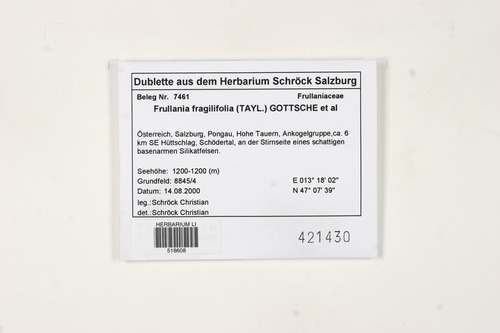 Dublette aus dem Herbarium Schröck Salzburg
Beleg Nr. 7461 Frullaniaceae
Frullania fragilifolia (TAYL.) GOTTSCHE et al
Österreich, Salzburg, Pongau, Hohe Tauern, Ankogelgruppe,ca. 6
km SE Hüttschlag, Schödertal, an der Stirnseite eines schattigen
basenarmen Silikatfelsen.
Seehöhe: 1200-1200 (m)
Grundfeld: 8845/4 E 013° 18' 02"
Datum: 14.08.2000 N 47° 07' 39"
leg.:Schröck Christian
det.:Schröck Christian
HERBARIUM LI
518608
421430